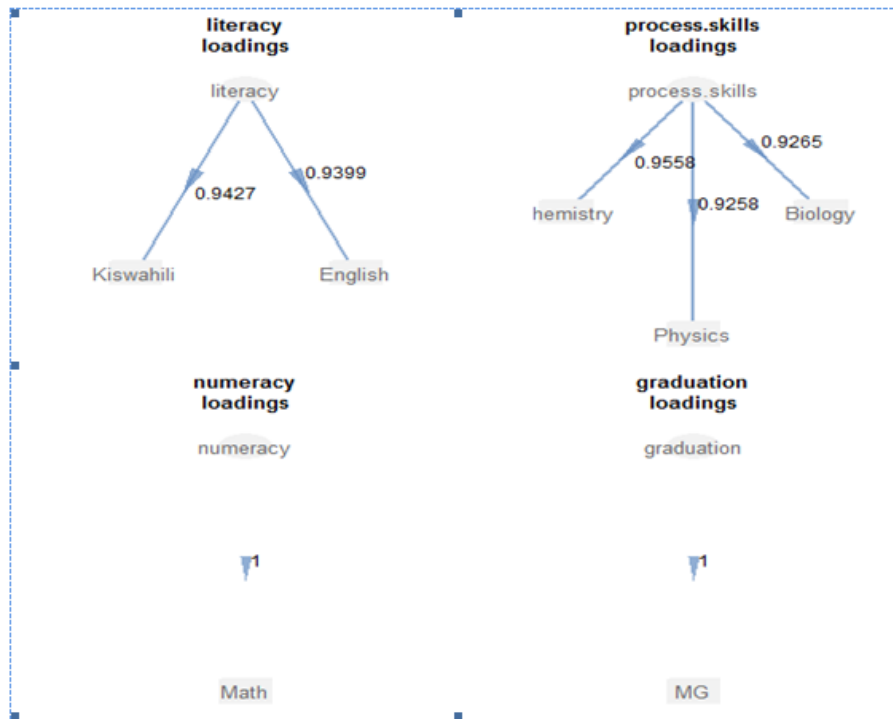 literacy
loadings
literacy
0.9427
0.9399
Kiswahili
English
process.skills
loadings
process.skills
0.9558
0.9258
0.9265
hemistry
Biology
Physics
numeracy
loadings
numeracy
1
Math
graduation
loadings
graduation
1
MG